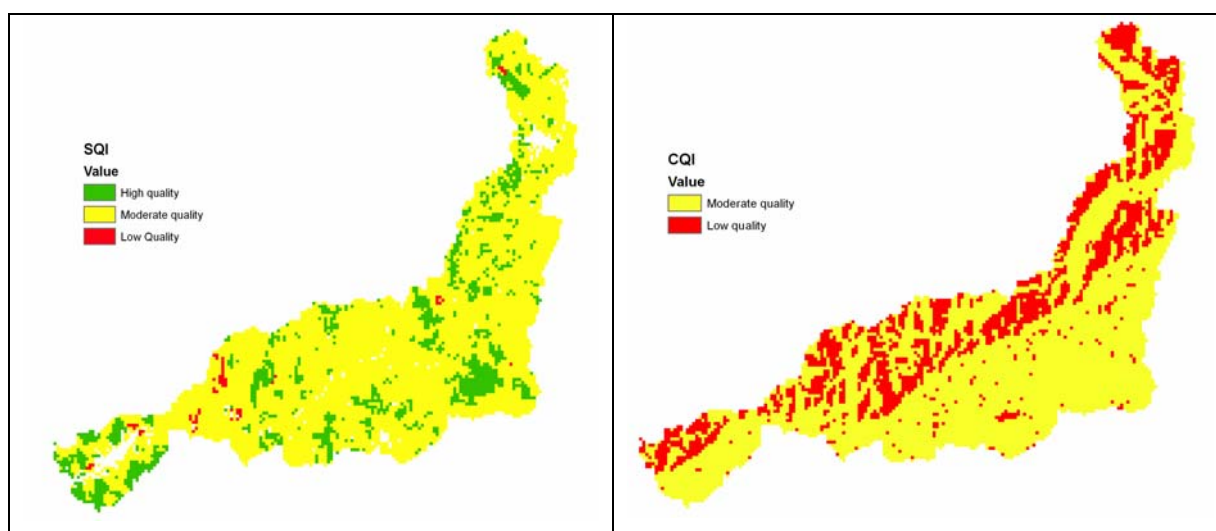 SQI
Value
High quality
Moderate quality
Low Quality
CQI
Value
Moderate quality
Low quality